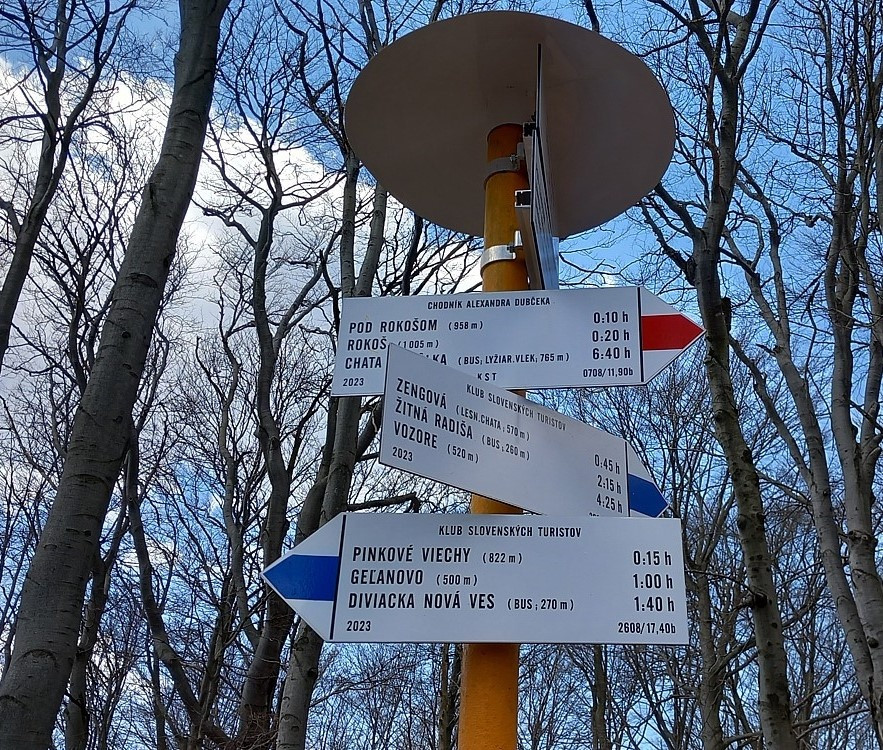 CHODNÍK ALEXANDRA DUBČEKA
POD ROKOŠOM (958 m) 0:10 h
ROKOŠ (1 005 m) 0:20 h
CHATA (BUS; LYŽIAR.VLEK, 765 m) 6:40 h
2023 KST 0708/11,90b
KLUB SLOVENSKÝCH TURISTOV
ZENGOVÁ (LESN.CHATA; 570 m) 0:45 h
ŽITNÁ RADIŠA (BUS; 260 m) 2:15 h
VOZORE (520 m) 4:25 h
2023
KLUB SLOVENSKÝCH TURISTOV
PINKOVÉ VIECHY (822 m) 0:15 h
GEĽANOVO (500 m) 1:00 h
DIVIACKA NOVÁ VES (BUS; 270 m) 1:40 h
2023 2608/17,40b